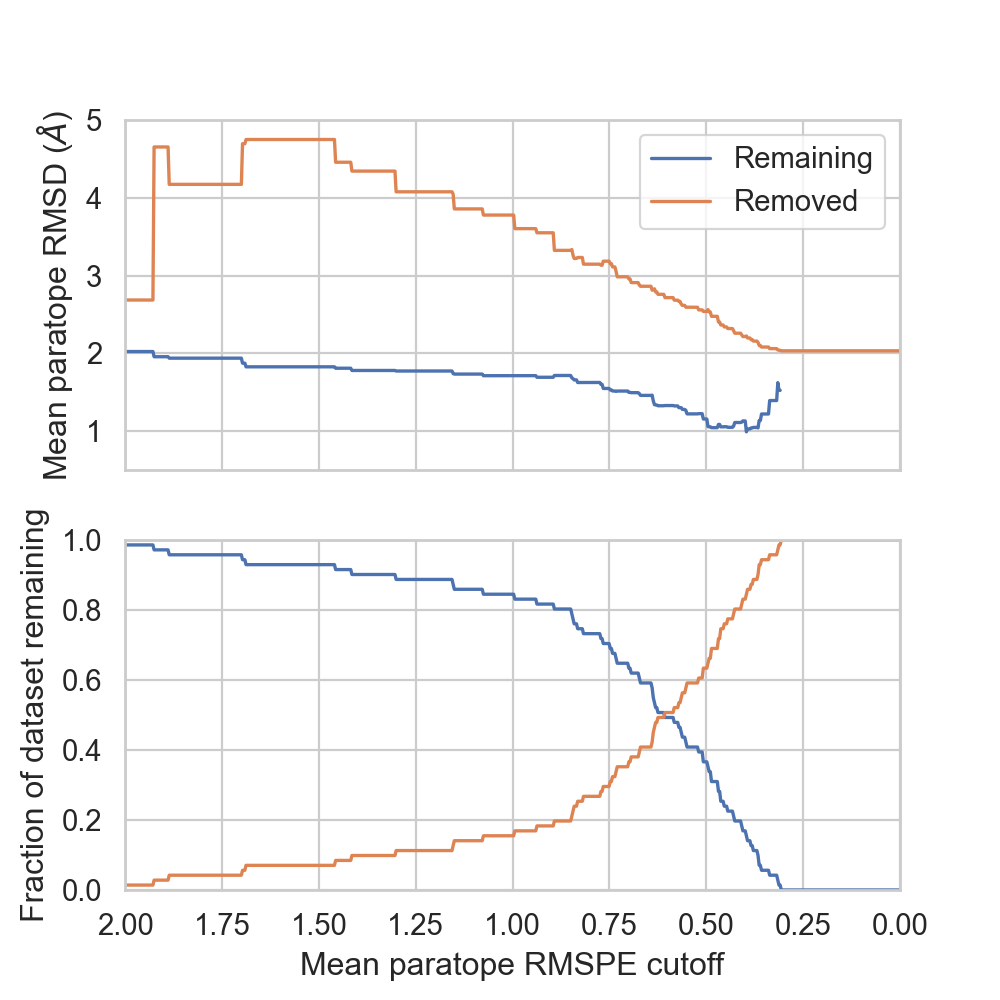 Mean paratope RMSD (Å)
5
4
3
2
1
Remaining
Removed
Fraction of dataset remaining
1.0
0.8
0.6
0.4
0.2
0.0
2.00 1.75 1.50 1.25 1.00 0.75 0.50 0.25 0.00
Mean paratope RMSPE cutoff